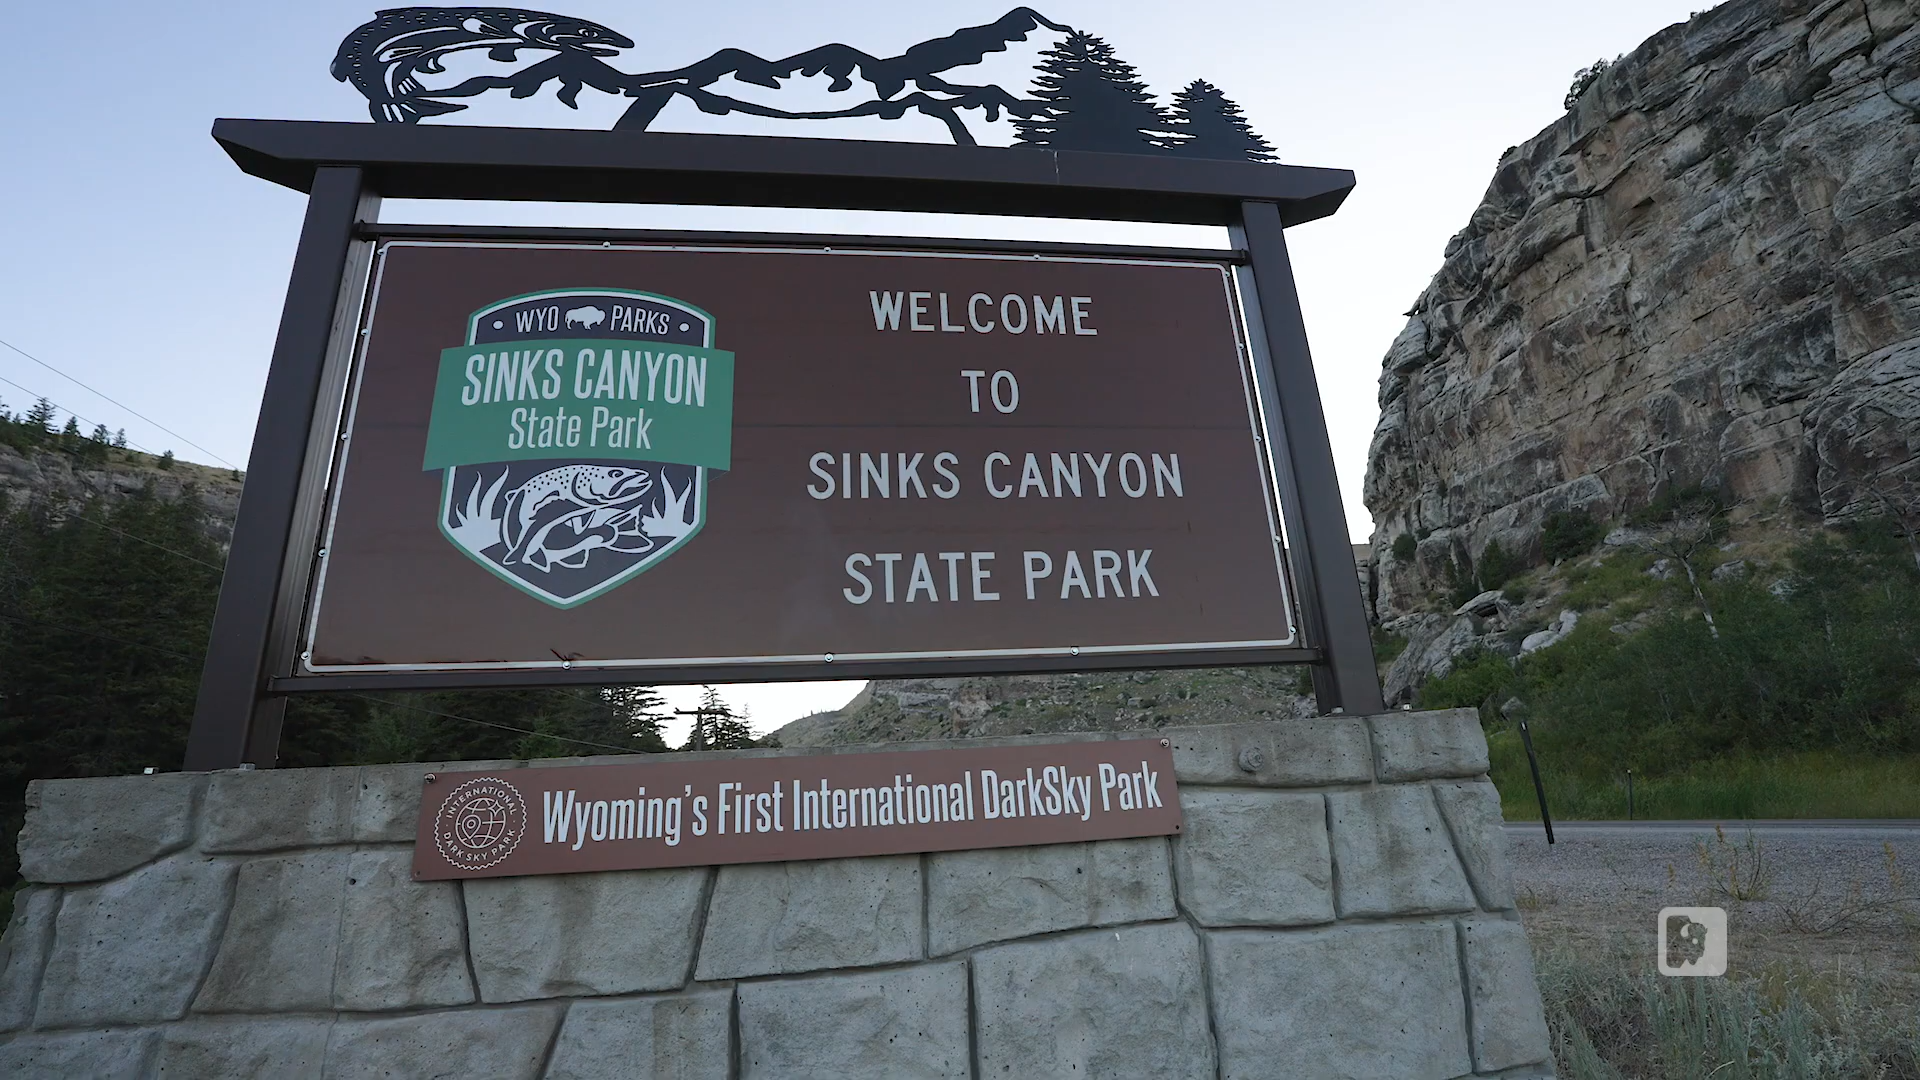 WYO PARKS
SINKS CANYON
State Park
WELCOME
TO
SINKS CANYON
STATE PARK
INTERNATIONAL
DARK SKY PARK
Wyoming's First International DarkSky Park